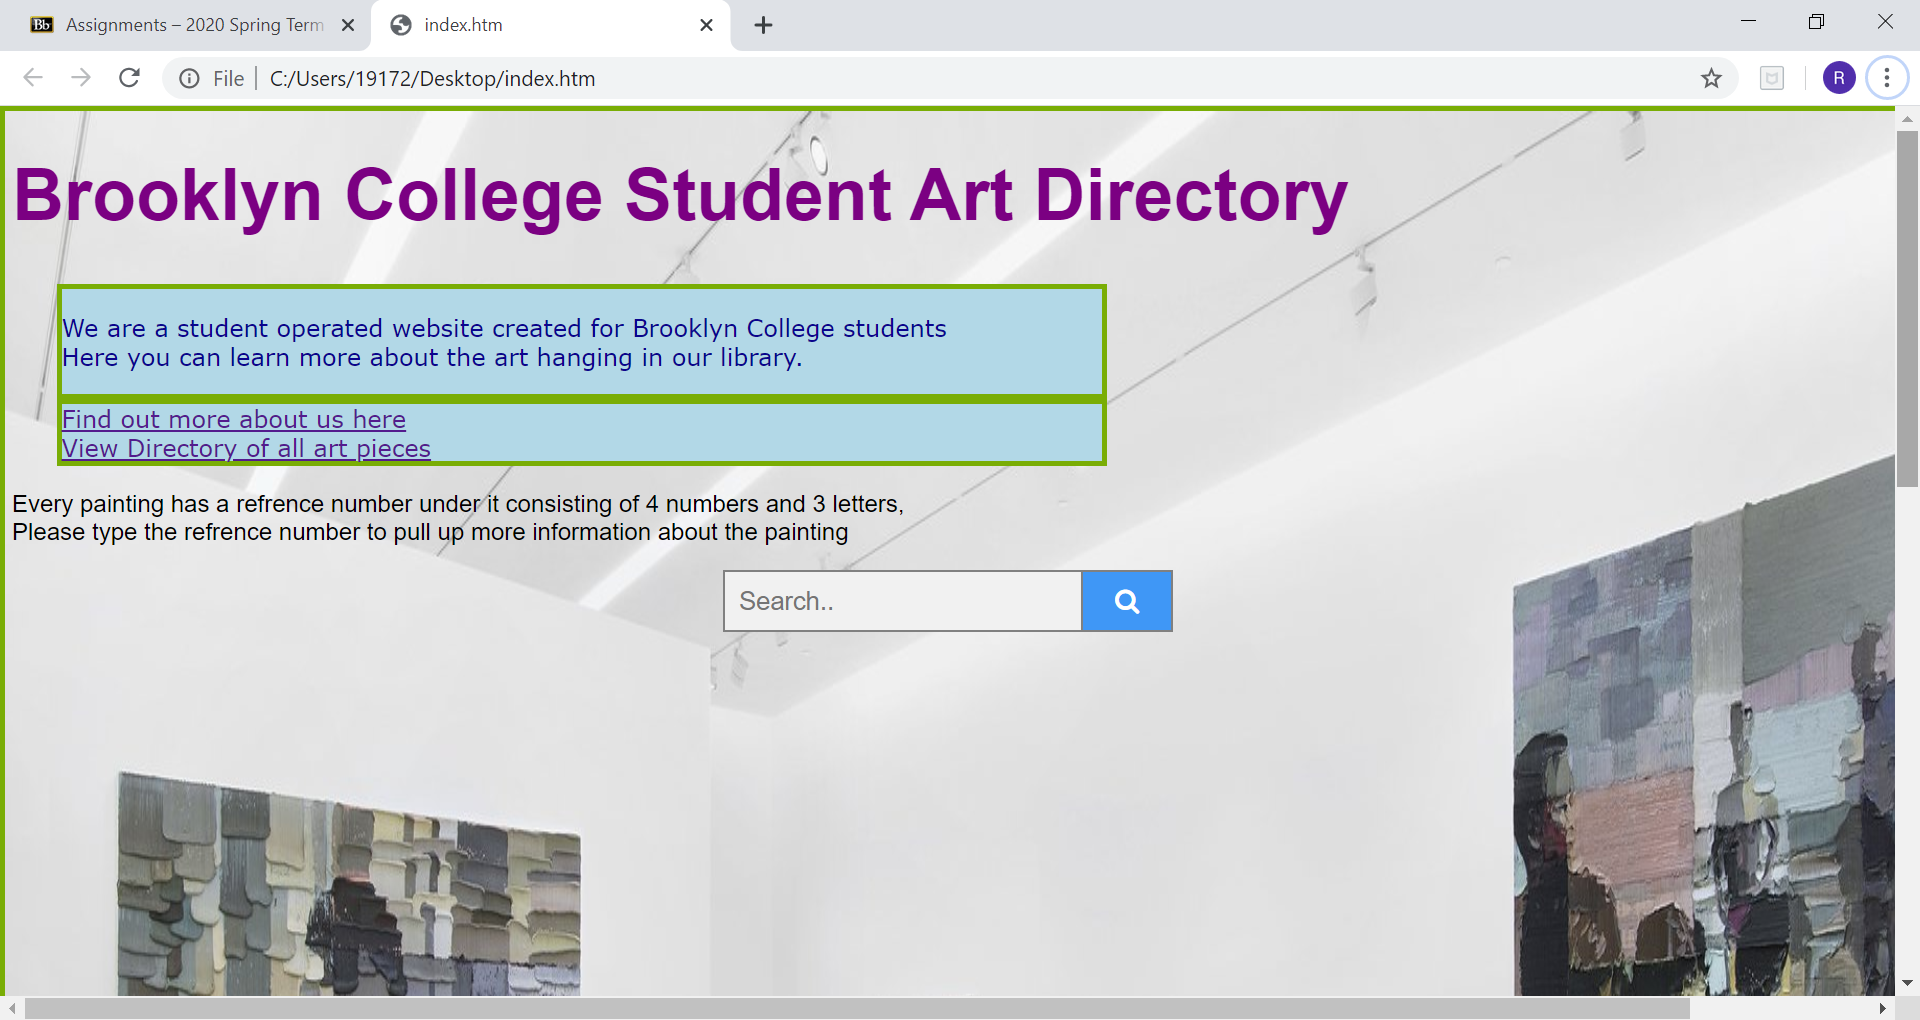 Bb Assignments – 2020 Spring Term
index.htm
File
C:/Users/19172/Desktop/index.htm
R
Brooklyn College Student Art Directory
We are a student operated website created for Brooklyn College students
Here you can learn more about the art hanging in our library.
Find out more about us here
View Directory of all art pieces
Every painting has a refrence number under it consisting of 4 numbers and 3 letters,
Please type the refrence number to pull up more information about the painting
Search..